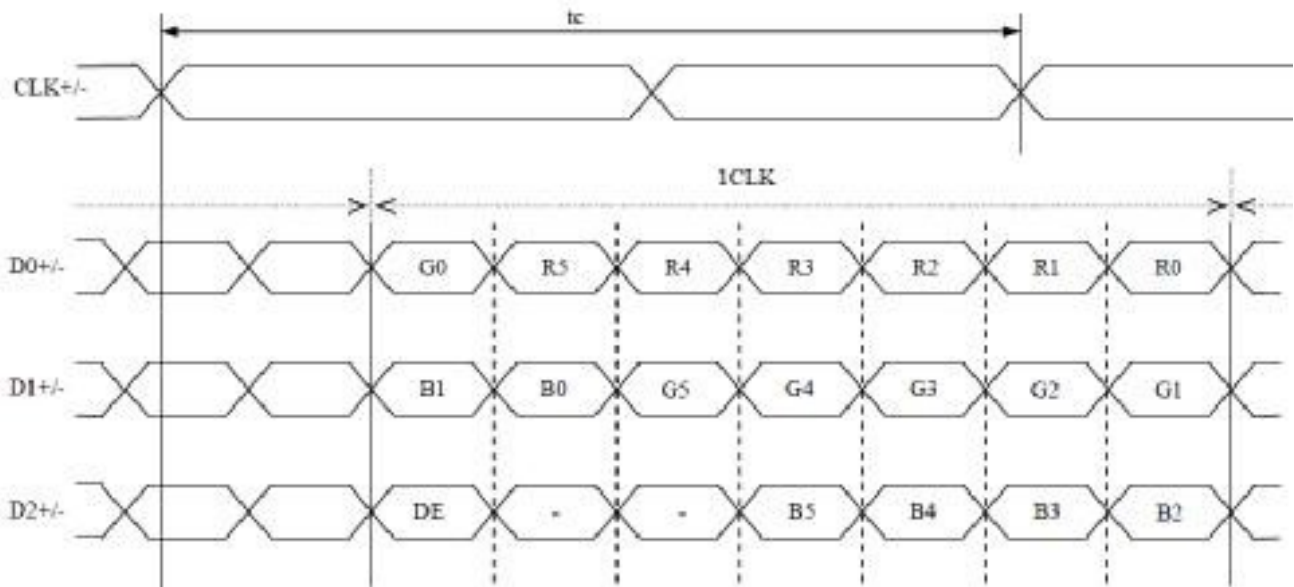 tc
CLK+/-
1CLK
D0+/- G0 R5 R4 R3 R2 R1 R0
D1+/- B1 B0 G5 G4 G3 G2 G1
D2+/- DE - - B5 B4 B3 B2